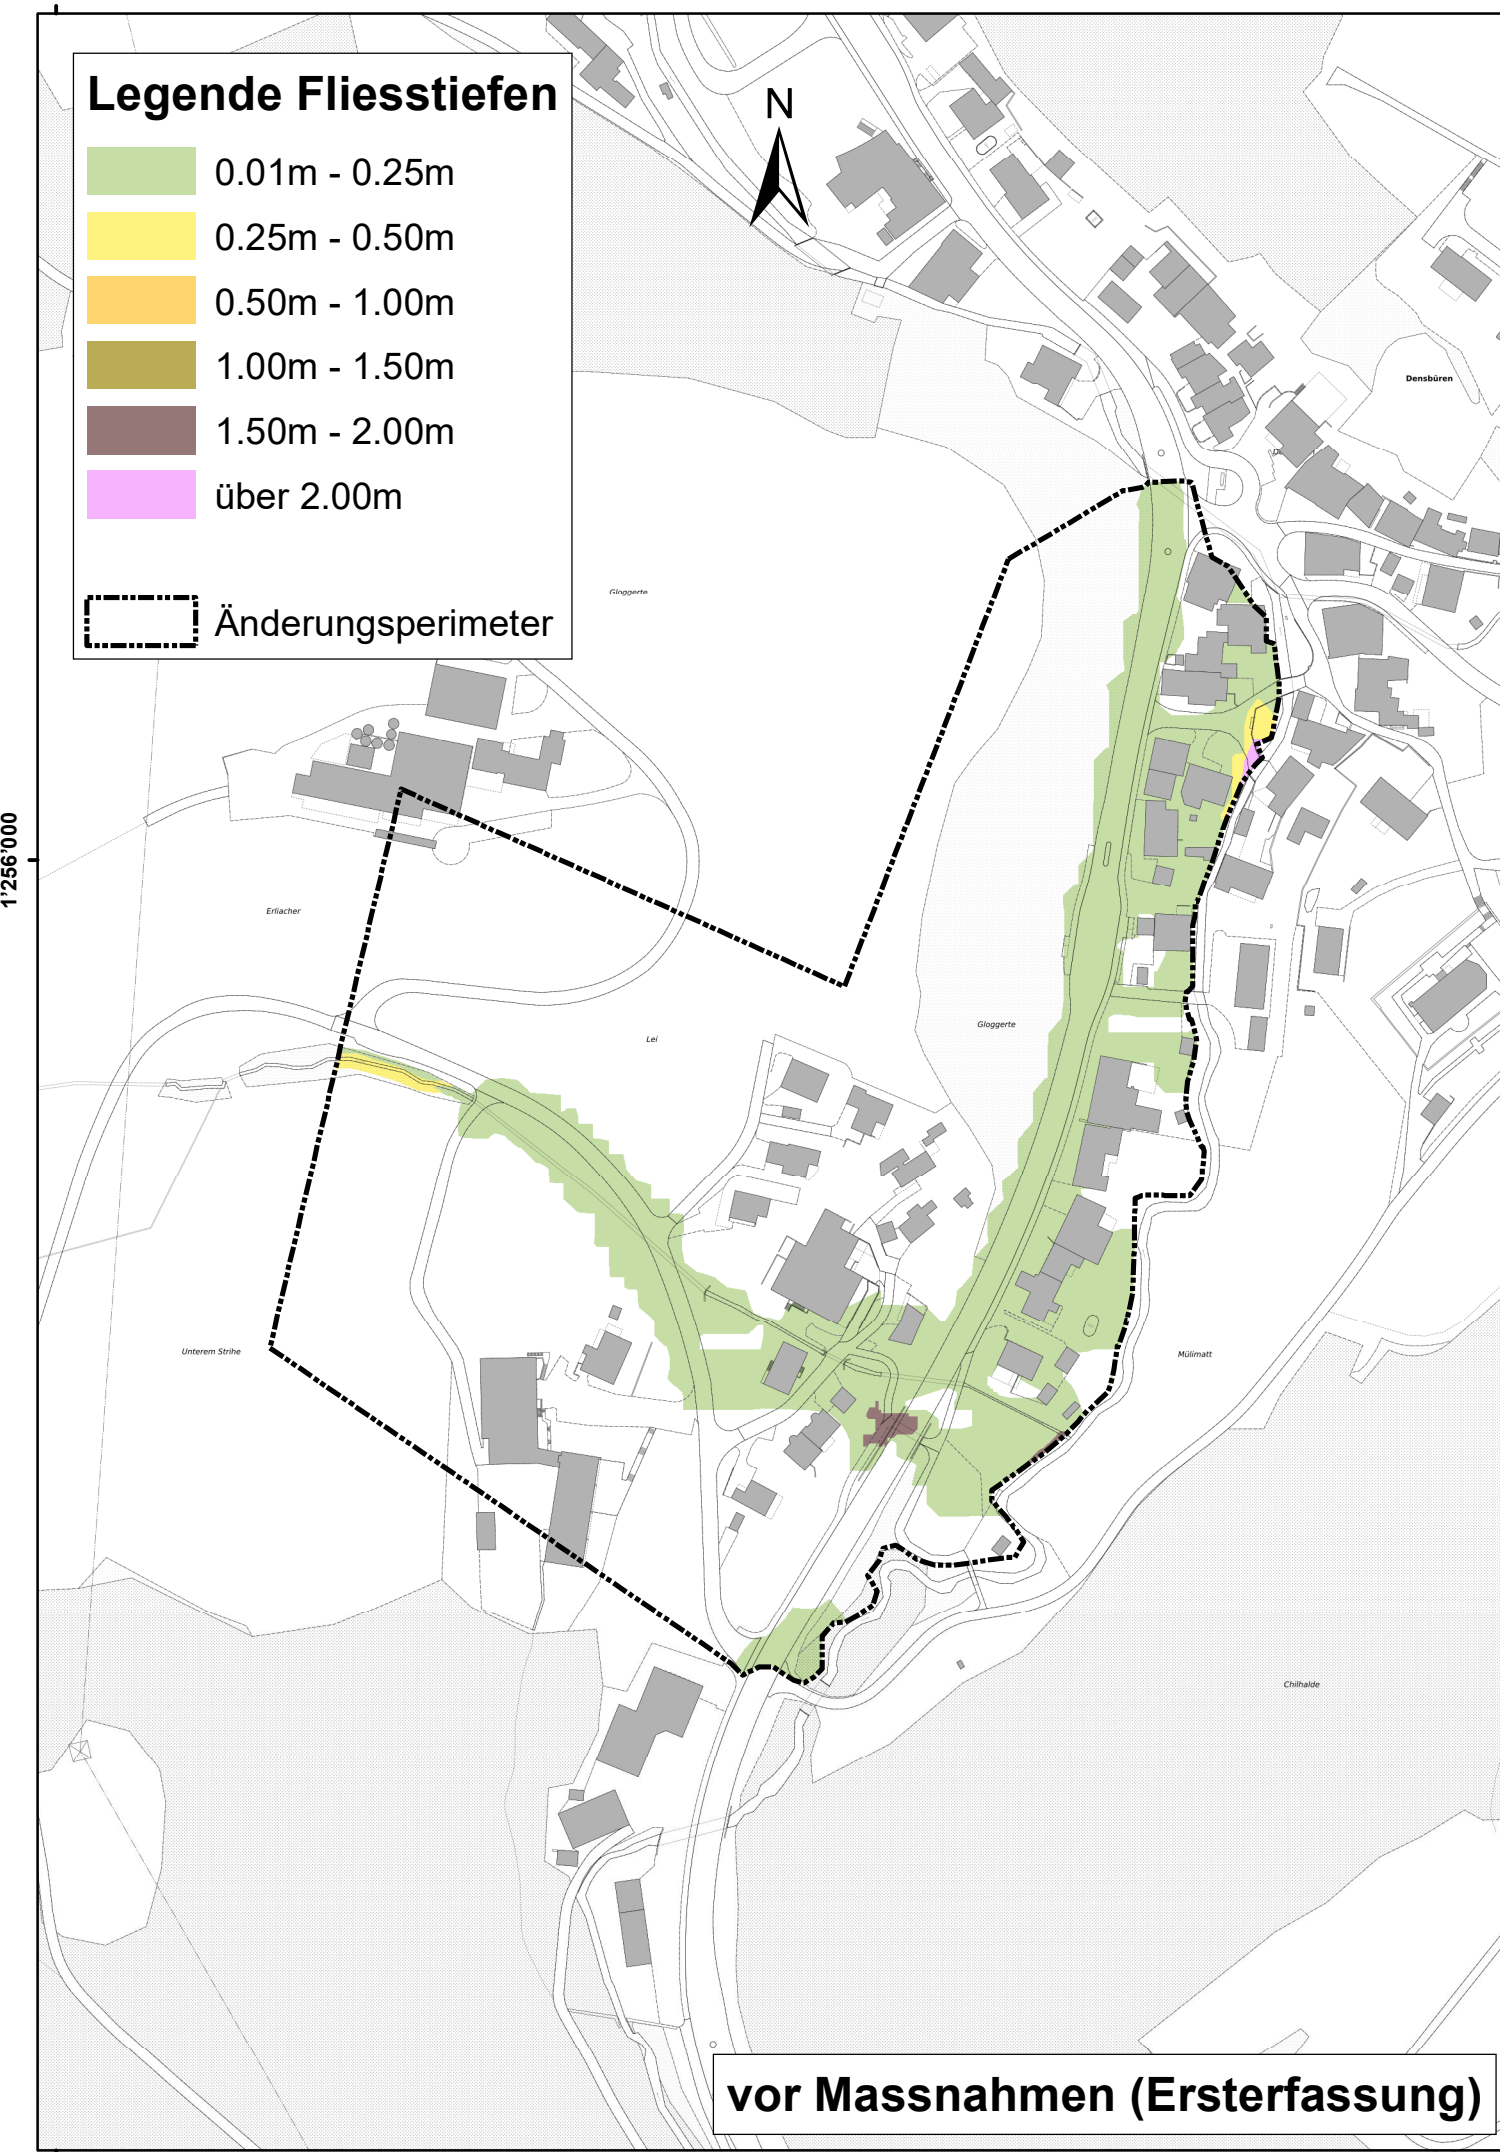 Legende Fliesstiefen
0.01m - 0.25m
0.25m - 0.50m
0.50m - 1.00m
1.00m - 1.50m
1.50m - 2.00m
über 2.00m
Änderungsperimeter
N
Densbüren
Gloggerte
1'256'000
Erliacher
Lei
Gloggerte
Unterem Strihe
Mülimatt
Chilhalde
vor Massnahmen (Ersterfassung)